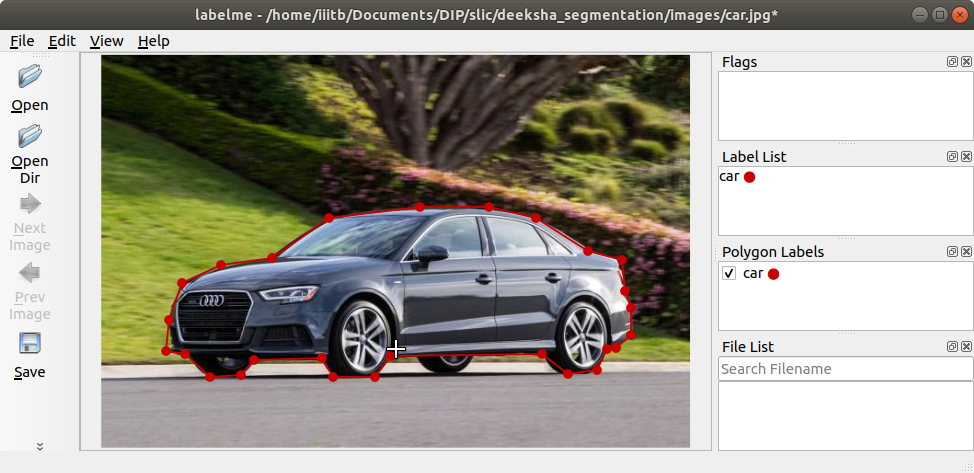 labelme - /home/iiitb/Documents/DIP/slic/deeksha_segmentation/images/car.jpg*
File Edit View Help
Open
Open
Dir
Next
Image
Prev
Image
Save
Flags
Label List
car
Polygon Labels
car
File List
Search Filename